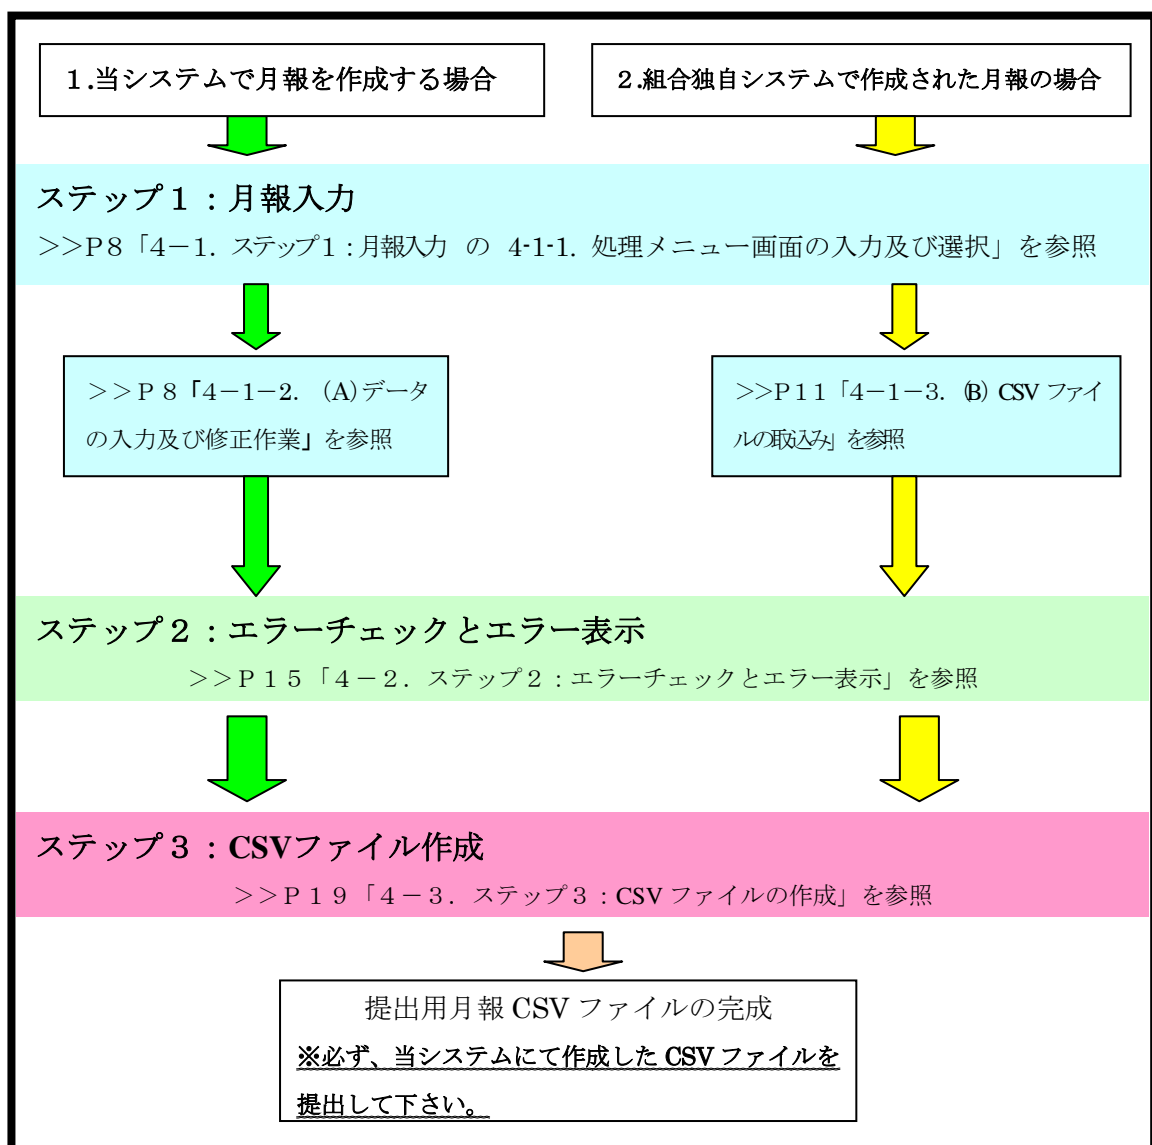 １.当システムで月報を作成する場合
２.組合独自システムで作成された月報の場合
ステップ１：月報入力
>>P８「4－1. ステップ１：月報入力 の 4-1-1. 処理メニュー画面の入力及び選択」を参照
>>P８「4－1－2. (A)データ
の入力及び修正作業」を参照
>>P１1「4－1－3. (B) CSV ファイ
ルの取込み」を参照
ステップ２：エラーチェックとエラー表示
>>P１５「４－２. ステップ２：エラーチェックとエラー表示」を参照
ステップ３：CSVファイル作成
>>P１９「４－３. ステップ３：CSV ファイルの作成」を参照
提出用月報 CSV ファイルの完成
※必ず、当システムにて作成した CSV ファイルを
提出して下さい。